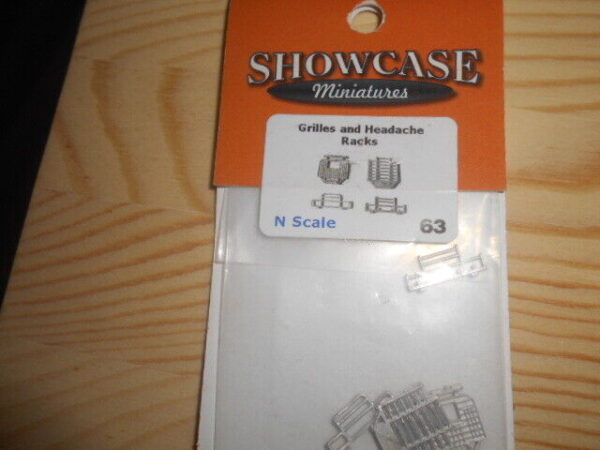 SHOWCASE
Miniatures
Grilles and Headache
Racks
N Scale
63